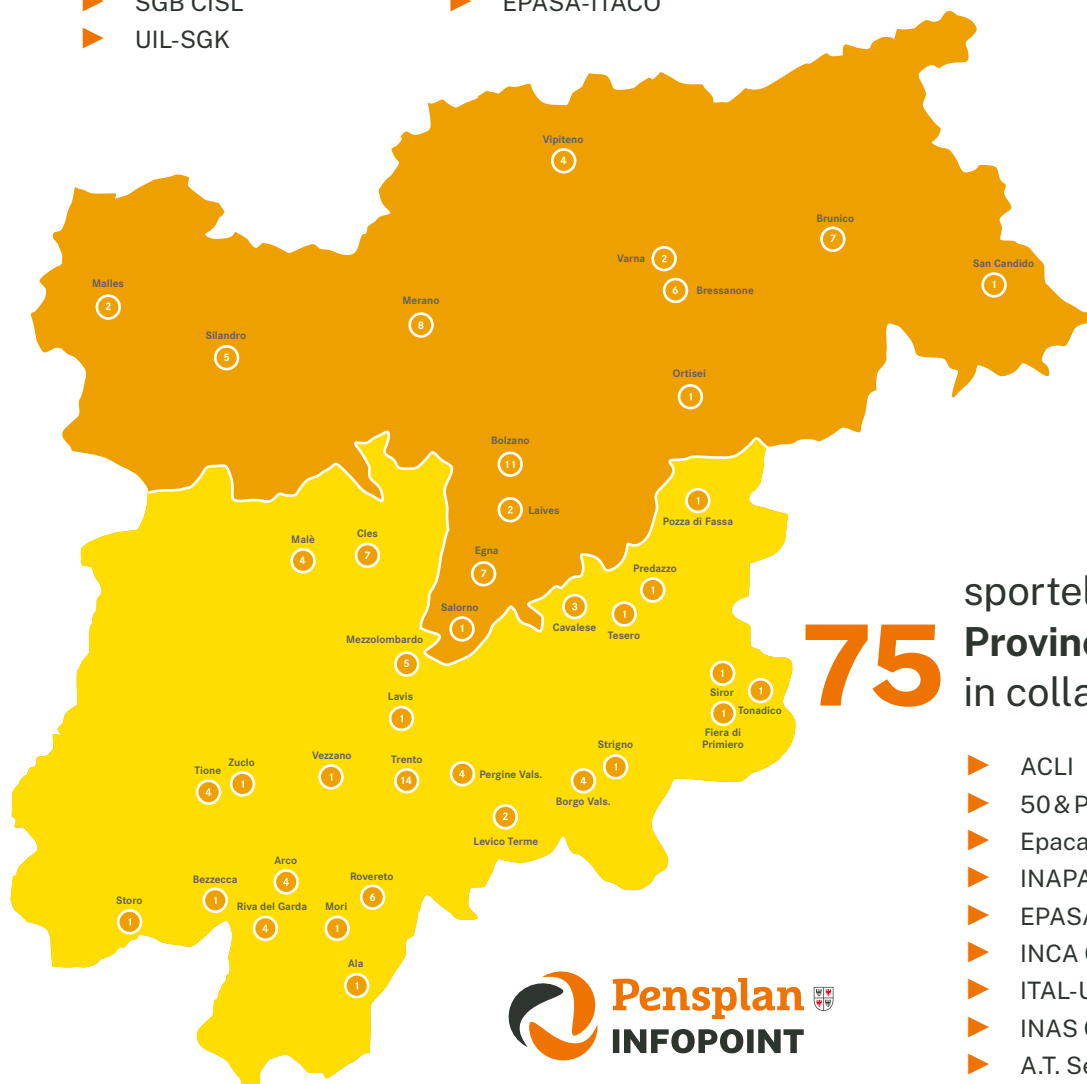 SGB CISL
EPASA-ITACO
UIL-SGK
Vipiteno
4
Brunico
7
Varna
2
San Candido
1
6
Bressanone
Malles
2
Merano
8
Silandro
5
Ortisei
1
Bolzano
11
2
Laives
1
Pozza di Fassa
Malè
4
Cles
7
Egna
7
Predazzo
1
3
Cavalese
1
Tesero
Salorno
1
Mezzolombardo
5
Lavis
1
1
Siror
1
Tonadico
1
Fiera di
Primiero
Strigno
1
4
Borgo Vals.
Tione
4
Zuclo
1
Vezzano
1
Trento
14
4
Pergine Vals.
2
Levico Terme
Storo
1
Bezzecca
1
Arco
4
Riva del Garda
4
Mori
1
Rovereto
6
Ala
1
75
sportel
Provin
in colla
ACLI
50&P
Epaca
INAPA
EPASA
INCA
ITAL-U
INAS
A.T. Se
Pensplan
INFOPOINT